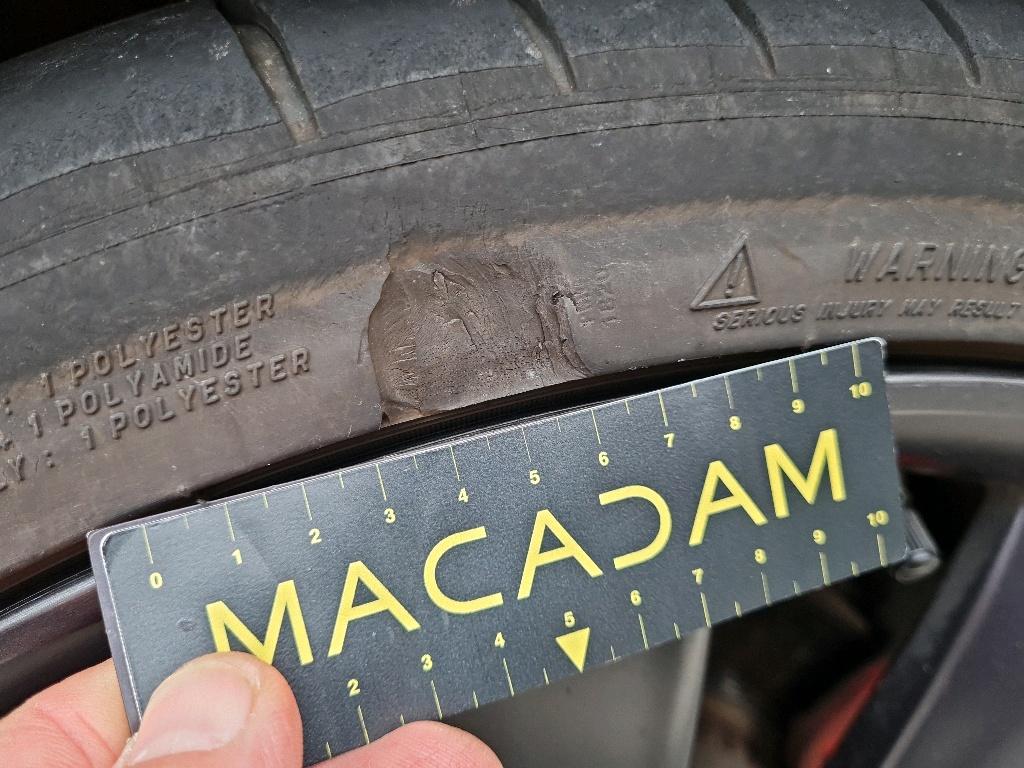 : 1 POLYESTER
1 POLYAMIDE
LY : 1 POLYESTER
WARNING
SERIOUS INJURY MAY RESULT
0 1 2 3 4 5 6 7 8 9 10
MACADAM
2 3 4 5 6 7 8 9 10